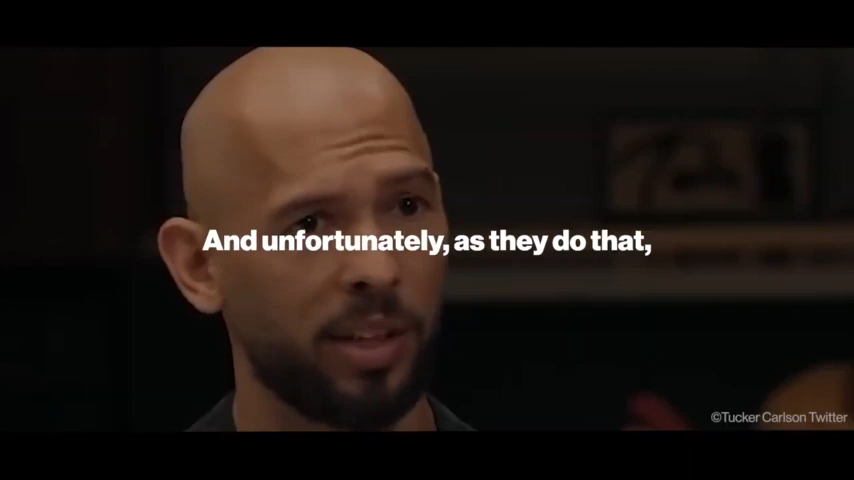 And unfortunately, as they do that,
©Tucker Carlson Twitter